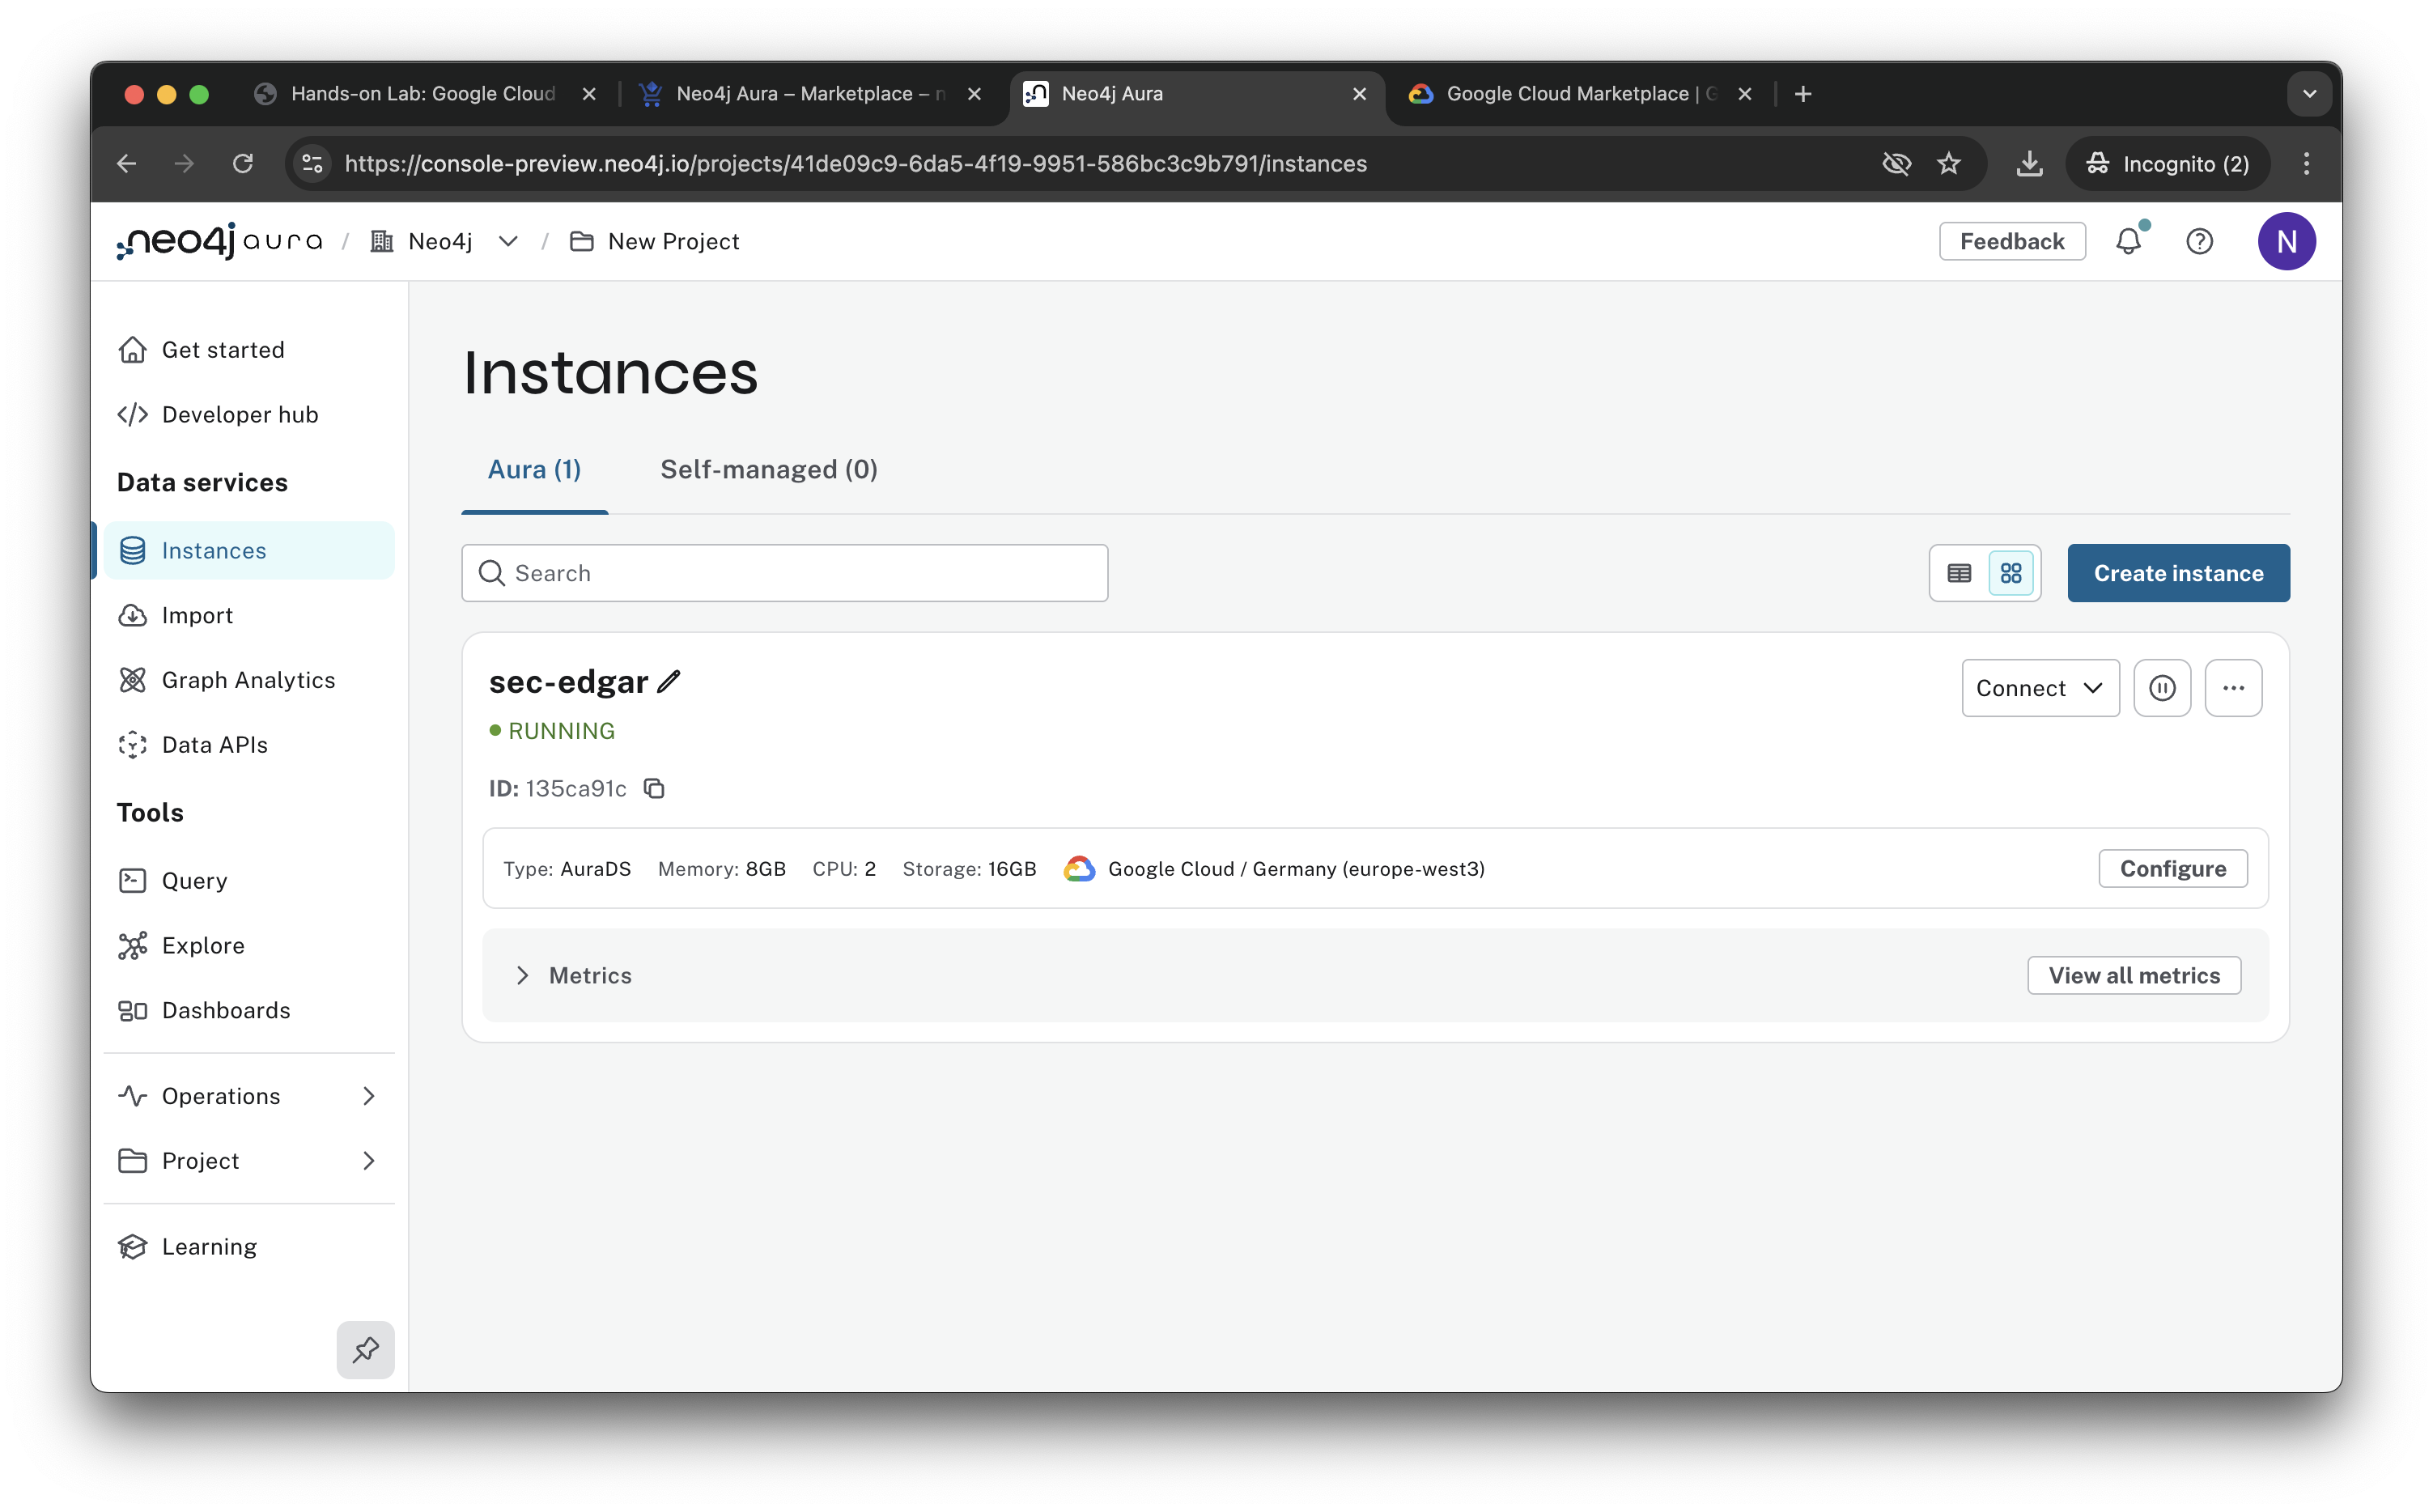 Hands-on Lab: Google Cloud
Neo4j Aura – Marketplace –
Neo4j Aura
Google Cloud Marketplace |
https://console-preview.neo4j.io/projects/41de09c9-6da5-4f19-9951-586bc3c9b791/instances
Incognito (2)
neo4j aura / Neo4j / New Project
Feedback
N
Get started
Developer hub
Data services
Instances
Import
Graph Analytics
Data APIs
Tools
Query
Explore
Dashboards
Operations
Project
Learning
Instances
Aura (1)
Self-managed (0)
Search
Create instance
sec-edgar
Connect
RUNNING
ID: 135ca91c
Type: AuraDS Memory: 8GB CPU: 2 Storage: 16GB Google Cloud / Germany (europe-west3)
Configure
Metrics
View all metrics